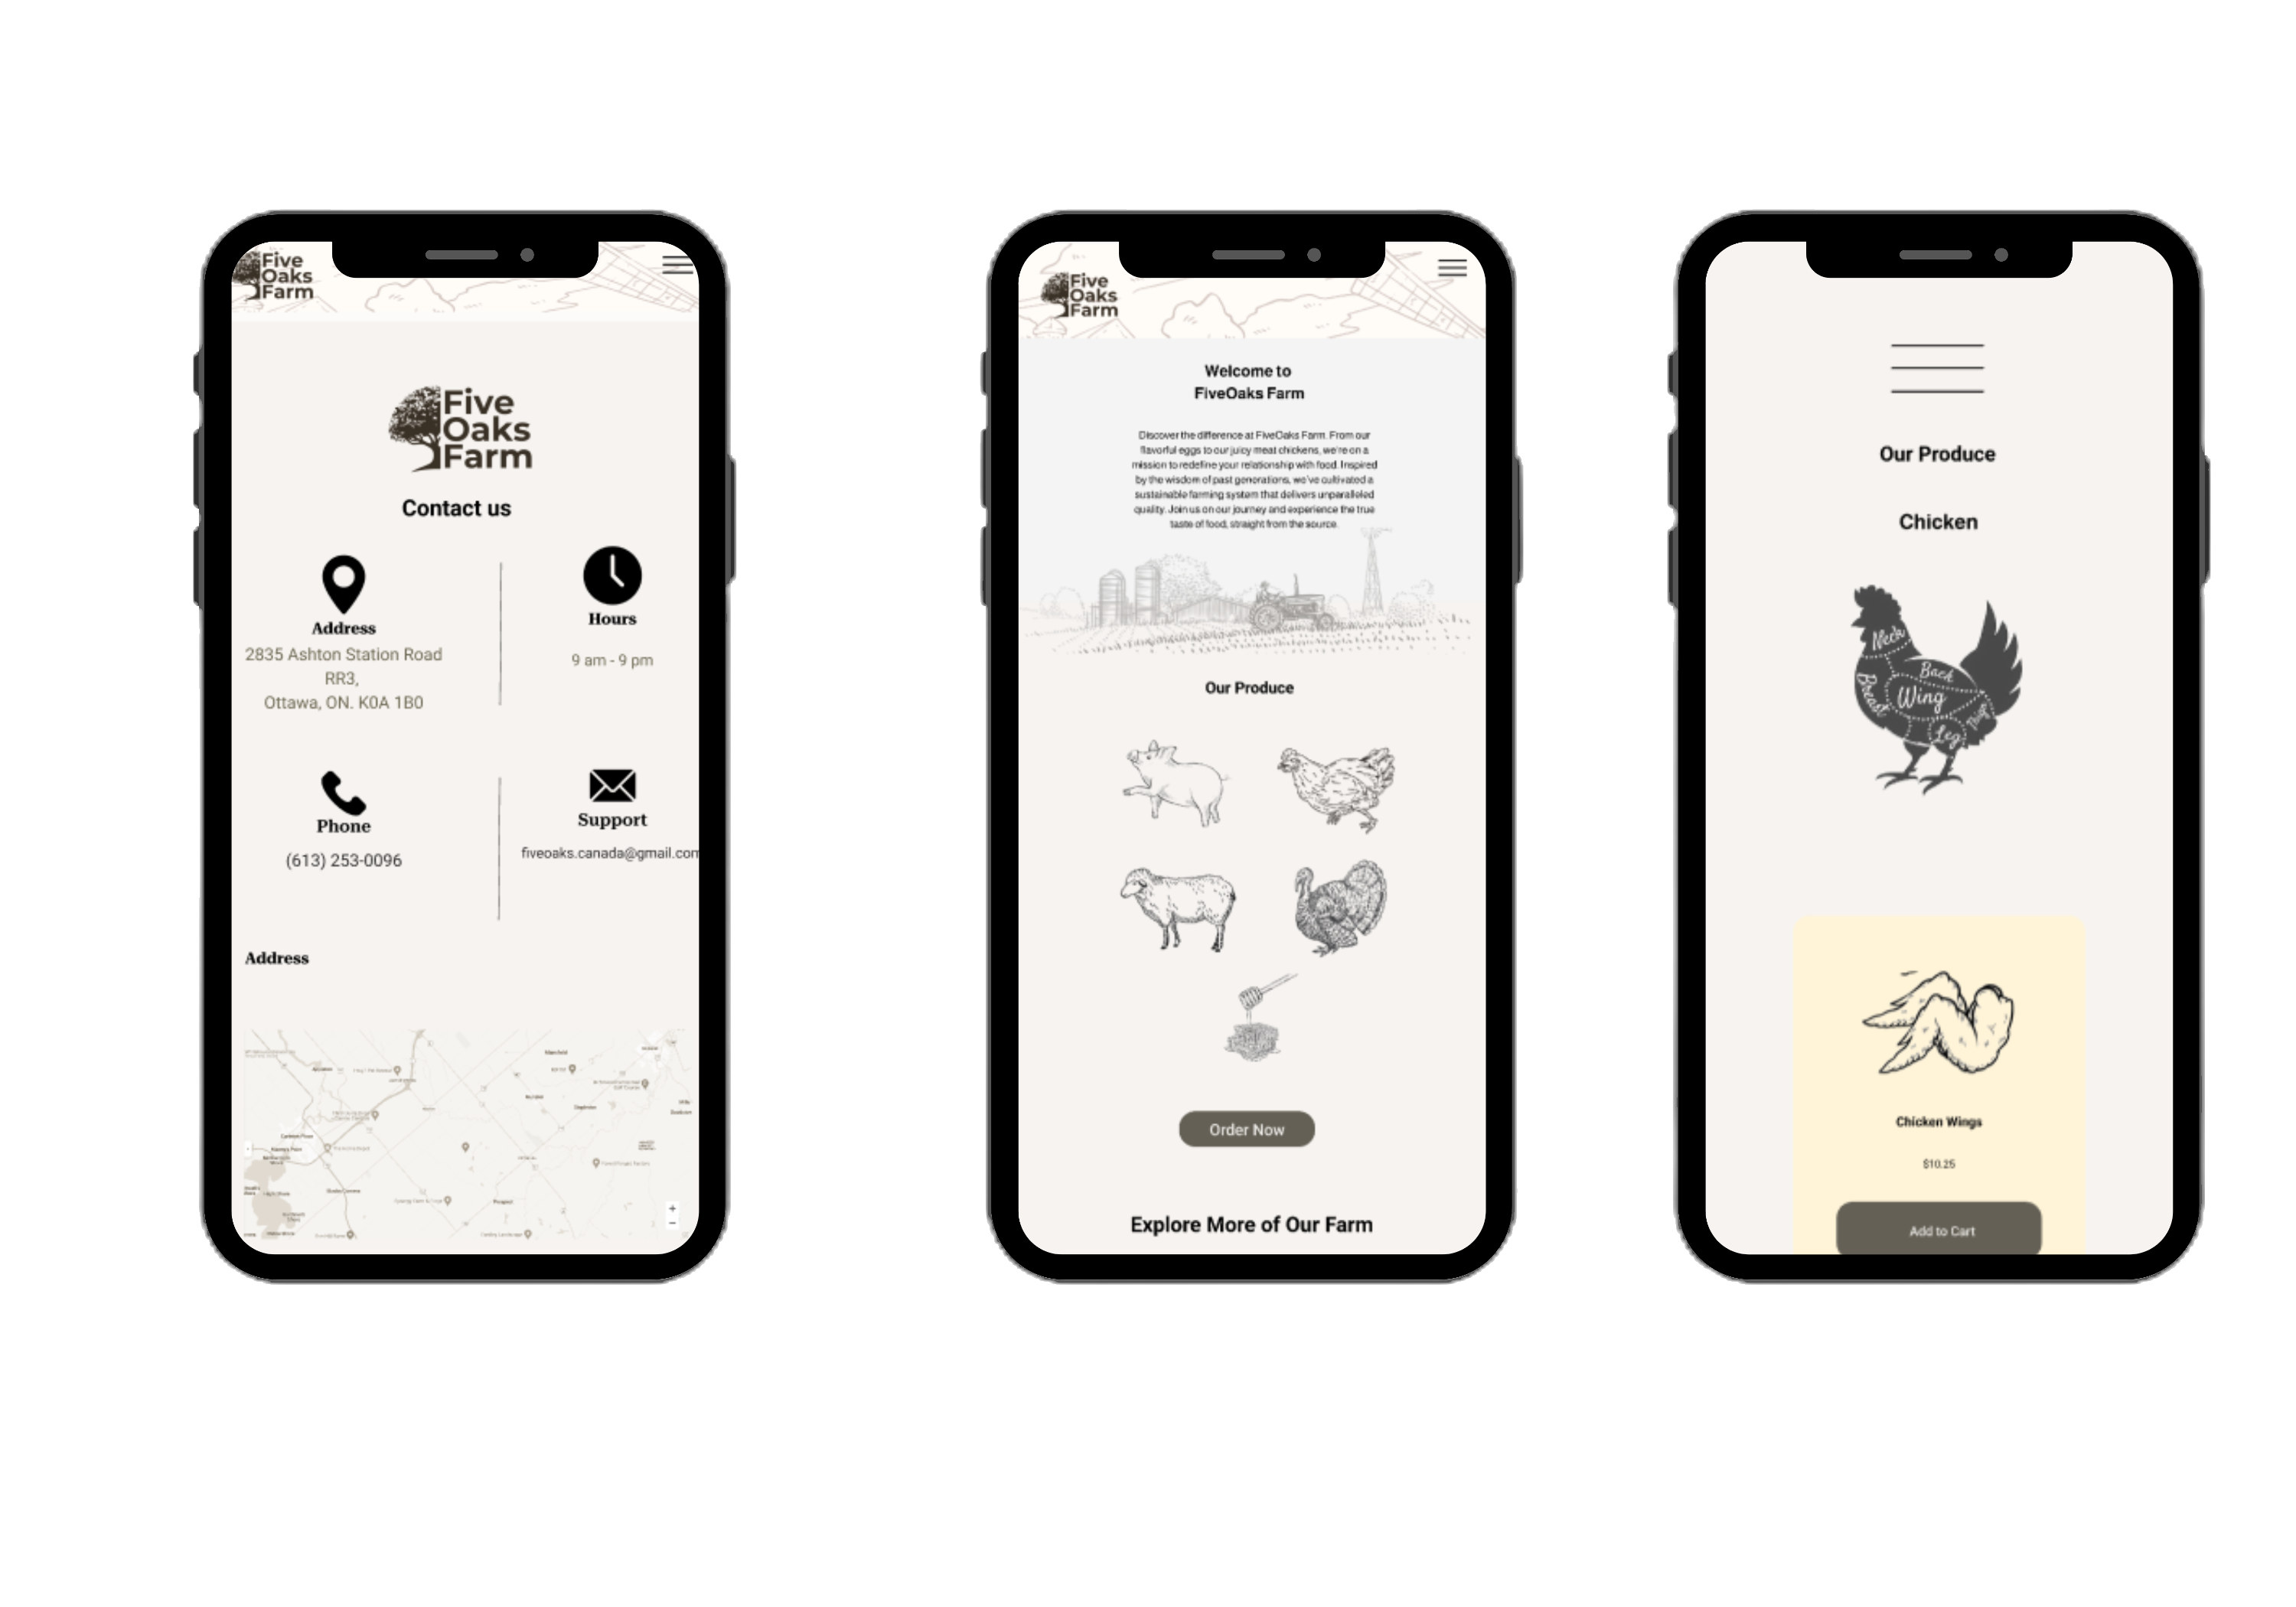 Five
Oaks
Farm
Five
Oaks
Farm
Contact us
Address
2835 Ashton Station Road
RR3,
Ottawa, ON. K0A 1B0
Hours
9 am - 9 pm
Phone
(613) 253-0096
Support
fiveoaks.canada@gmail.com
Address
Prospect
+
−
Five
Oaks
Farm
Welcome to
FiveOaks Farm
Discover the difference at FiveOaks Farm. From our
flavorful eggs to our juicy meat chickens, we're on a
mission to redefine your relationship with food. Inspired
by the wisdom of past generations, we've cultivated a
sustainable farming system that delivers unparalleled
quality. Join us on our journey and experience the true
taste of food, straight from the source.
Our Produce
Order Now
Explore More of Our Farm
Our Produce
Chicken
Neck
Back
Breast
Wing
Thigh
Leg
Chicken Wings
$10.25
Add to Cart